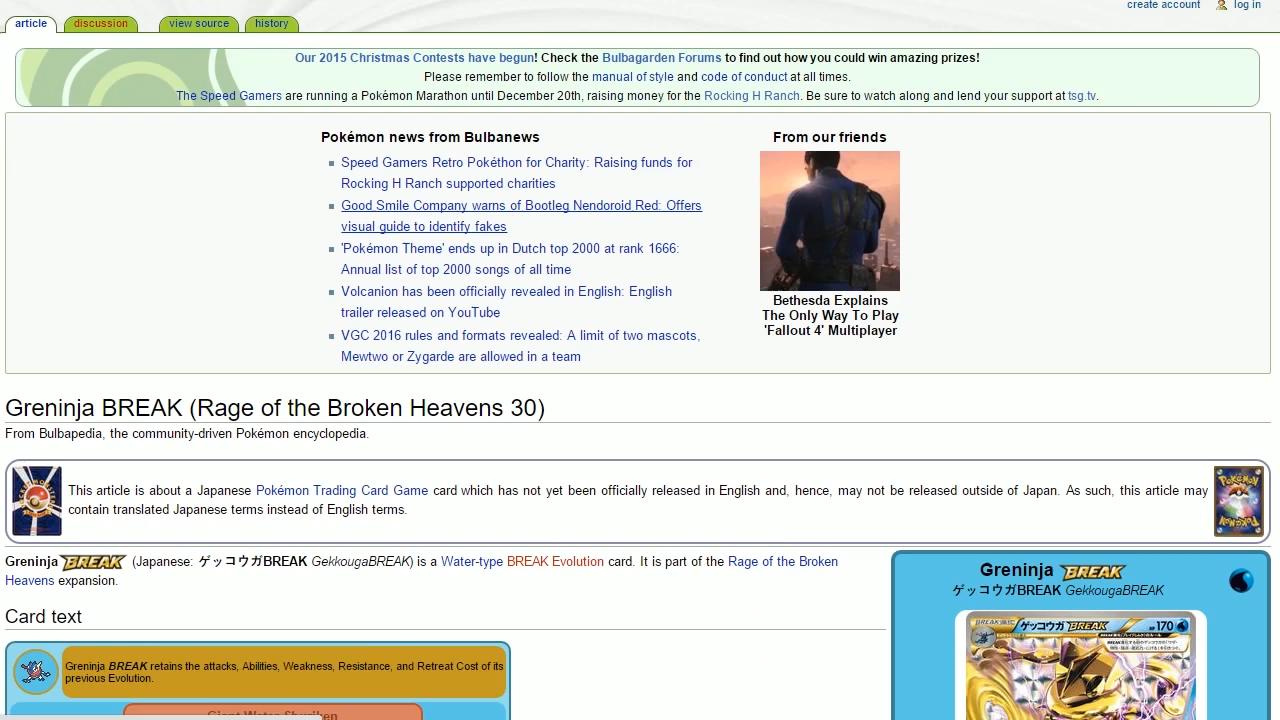 create account log in
article discussion view source history
Our 2015 Christmas Contests have begun! Check the Bulbagarden Forums to find out how you could win amazing prizes!
Please remember to follow the manual of style and code of conduct at all times.
The Speed Gamers are running a Pokémon Marathon until December 20th, raising money for the Rocking H Ranch. Be sure to watch along and lend your support at tsg.tv.
Pokémon news from Bulbanews
Speed Gamers Retro Pokéthon for Charity: Raising funds for
Rocking H Ranch supported charities
Good Smile Company warns of Bootleg Nendoroid Red: Offers
visual guide to identify fakes
'Pokémon Theme' ends up in Dutch top 2000 at rank 1666:
Annual list of top 2000 songs of all time
Volcanion has been officially revealed in English: English
trailer released on YouTube
VGC 2016 rules and formats revealed: A limit of two mascots,
Mewtwo or Zygarde are allowed in a team
From our friends
Bethesda Explains
The Only Way To Play
'Fallout 4' Multiplayer
Greninja BREAK (Rage of the Broken Heavens 30)
From Bulbapedia, the community-driven Pokémon encyclopedia.
This article is about a Japanese Pokémon Trading Card Game card which has not yet been officially released in English and, hence, may not be released outside of Japan. As such, this article may
contain translated Japanese terms instead of English terms.
Greninja BREAK (Japanese: ゲッコウガBREAK GekkougaBREAK) is a Water-type BREAK Evolution card. It is part of the Rage of the Broken
Heavens expansion.
Card text
Greninja BREAK retains the attacks, Abilities, Weakness, Resistance, and Retreat Cost of its
previous Evolution.
Giant Water Shuriken
Greninja BREAK
ゲッコウガBREAK GekkougaBREAK
ゲッコウガ BREAK HP 170